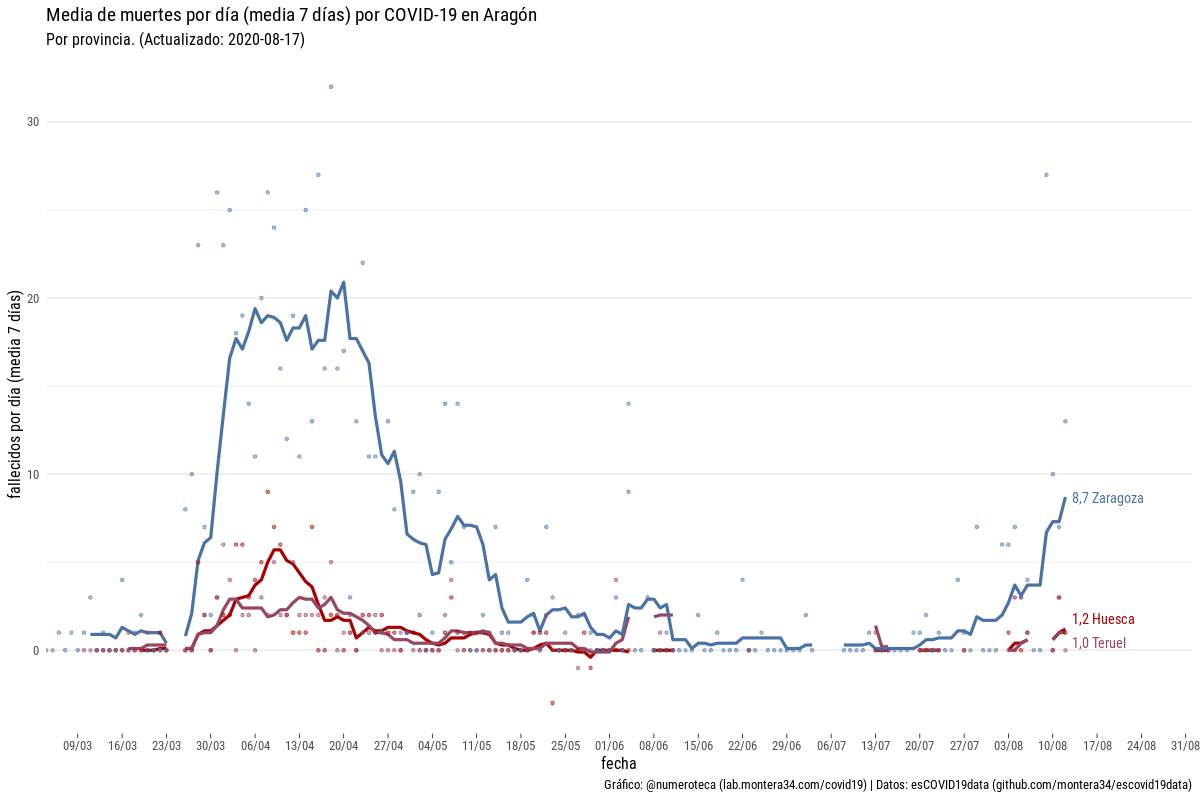 Media de muertes por día (media 7 días) por COVID-19 en Aragón
Por provincia. (Actualizado: 2020-08-17)
fallecidos por día (media 7 días)
30
20
10
0
8,7 Zaragoza
1,2 Huesca
1,0 Teruel
09/03 16/03 23/03 30/03 06/04 13/04 20/04 27/04 04/05 11/05 18/05 25/05 01/06 08/06 15/06 22/06 29/06 06/07 13/07 20/07 27/07 03/08 10/08 17/08 24/08 31/08
fecha
Gráfico: @numeroteca (lab.montera34.com/covid19) | Datos: esCOVID19data (github.com/montera34/escovid19data)